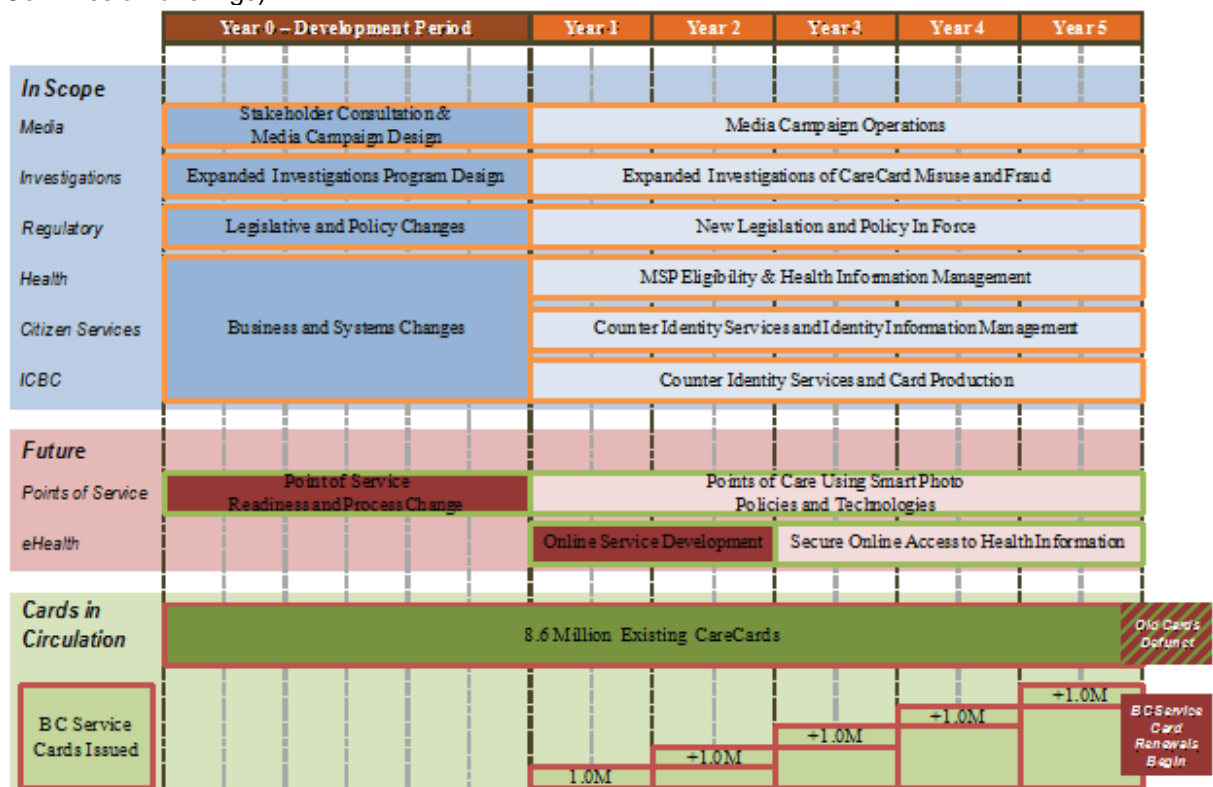 Year 0 – Development Period Year 1 Year 2 Year 3 Year 4 Year 5
In Scope
Media
Stakeholder Consultation &
Media Campaign Design
Media Campaign Operations
Investigations
Expanded Investigations Program Design
Expanded Investigations of CareCard Misuse and Fraud
Regulatory
Legislative and Policy Changes
New Legislation and Policy In Force
Health
MSP Eligibility & Health Information Management
Citizen Services
Business and Systems Changes
Counter Identity Services and Identity Information Management
ICBC
Counter Identity Services and Card Production
Future
Points of Service
Point of Service
Readiness and Process Change
Points of Care Using Smart Photo
Policies and Technologies
eHealth
Online Service Development
Secure Online Access to Health Information
Cards in
Circulation
8.6 Million Existing CareCards
Old Cards
Defunct
BC Service
Cards Issued
1.0M
+1.0M
+1.0M
+1.0M
+1.0M
BC Service
Card
Renewals
Begin